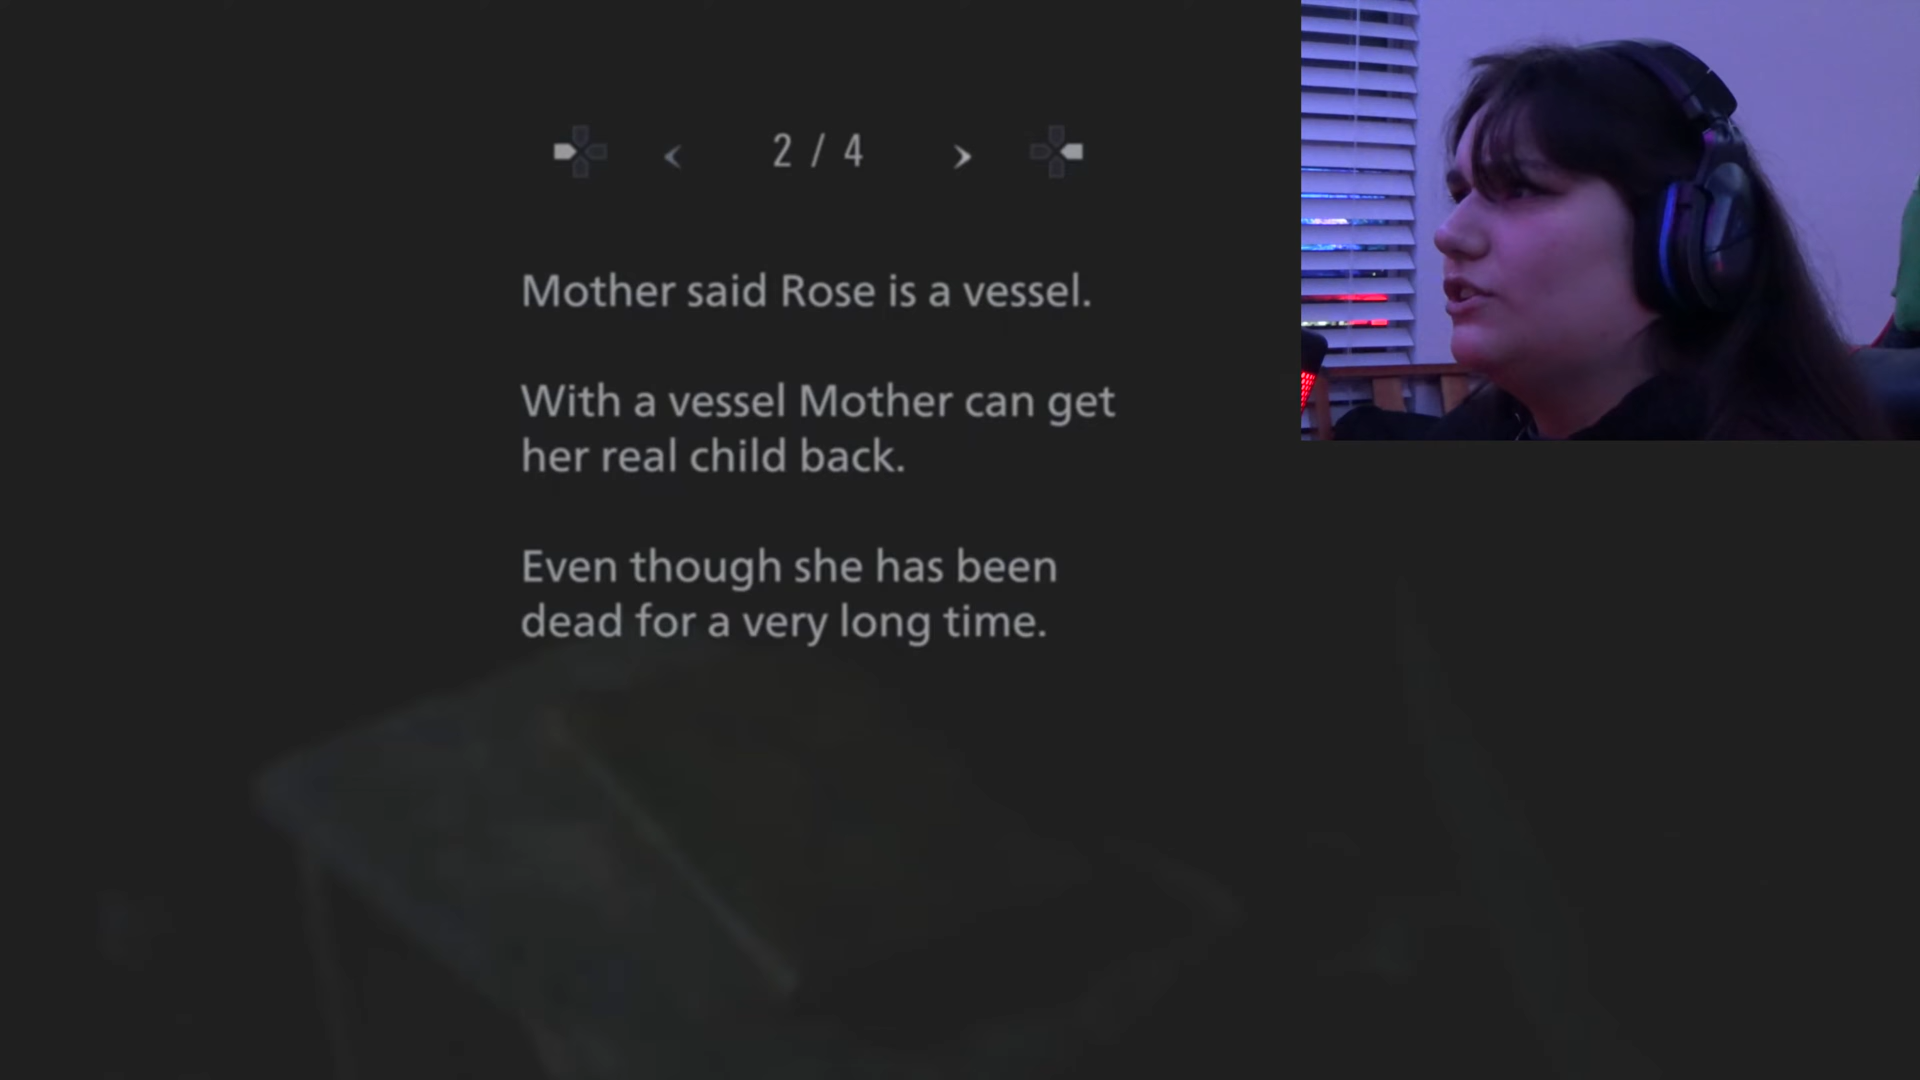 2 / 4
Mother said Rose is a vessel.
With a vessel Mother can get
her real child back.
Even though she has been
dead for a very long time.